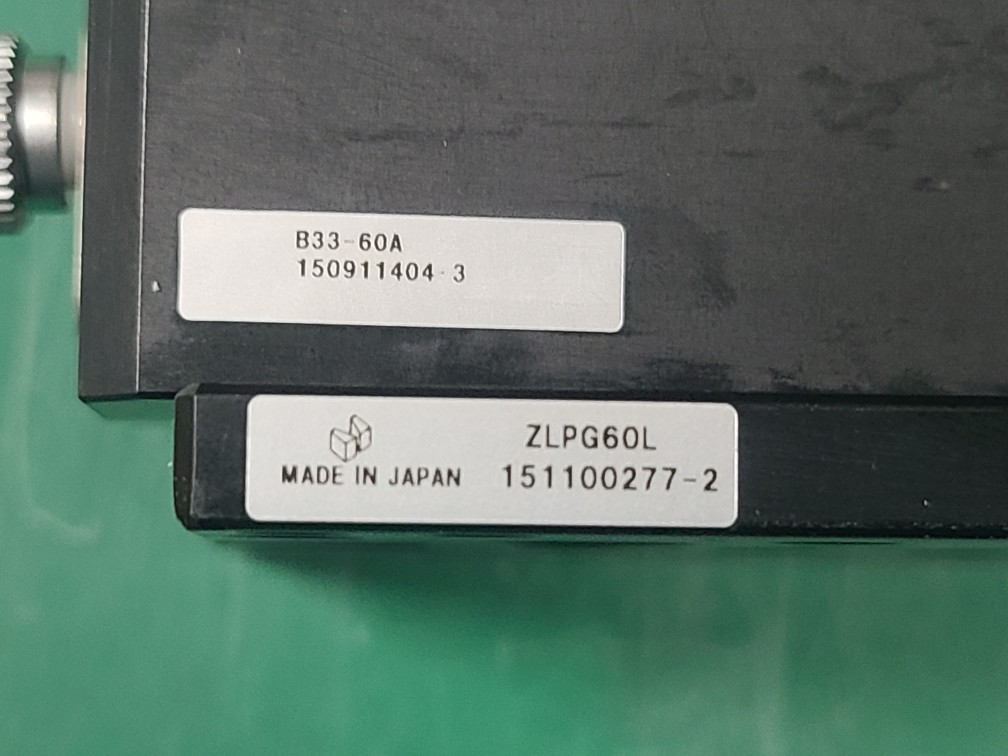 B33-60A
150911404-3
ZLPG60L
MADE IN JAPAN 151100277-2